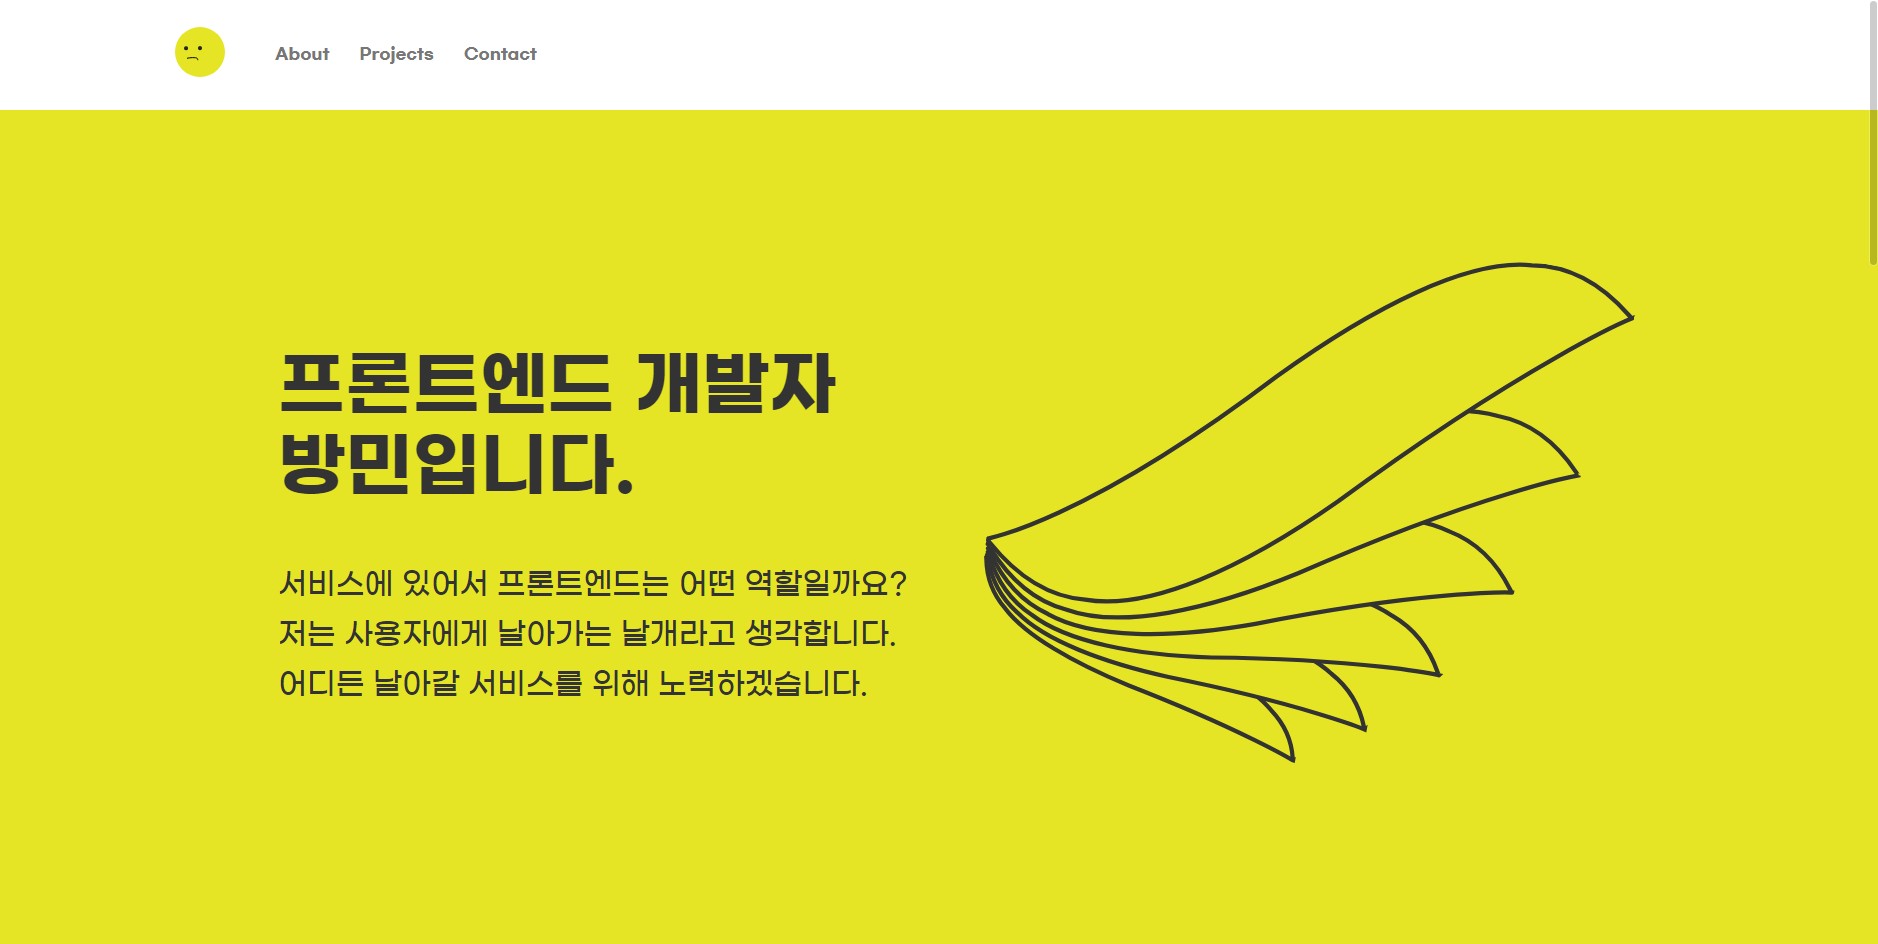 About Projects Contact
프론트엔드 개발자
방민입니다.
서비스에 있어서 프론트엔드는 어떤 역할일까요?
저는 사용자에게 날아가는 날개라고 생각합니다.
어디든 날아갈 서비스를 위해 노력하겠습니다.